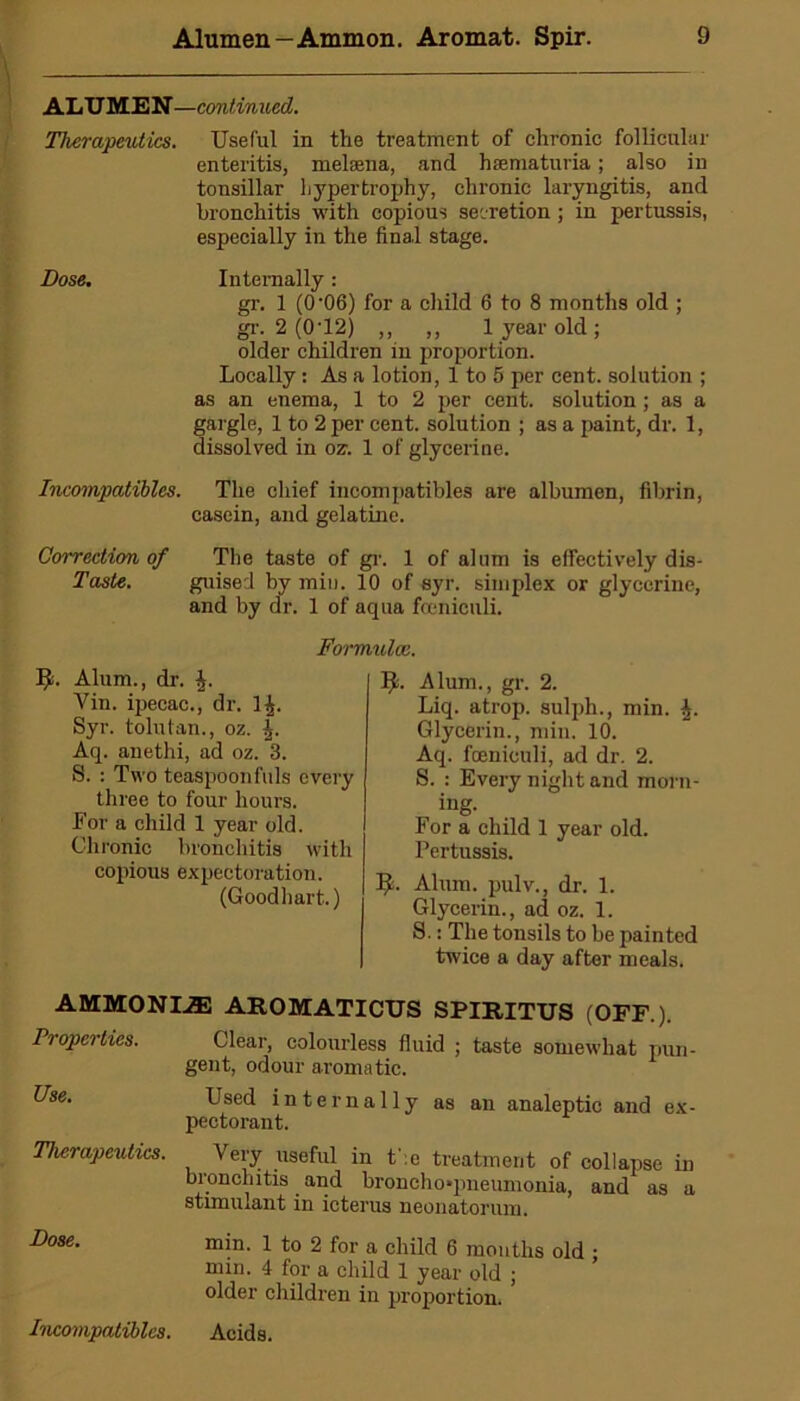 Alumen—Ammon. Aromat. Spir. 9
ALUMEN—continued.
Therapeutics. Useful in the treatment of chronic follicular
enteritis, melæna, and hæmaturia; also in
tonsillar hypertrophy, chronic laryngitis, and
bronchitis with copious secretion; in pertussis,
especially in the final stage.
Dose. Internally:
gr. 1 (0·06) for a child 6 to 8 months old;
gr. 2 (0·12) ,, ,, 1 year old;
older children in proportion.
Locally: As a lotion, 1 to 5 per cent. solution;
as an enema, 1 to 2 per cent. solution; as a
gargle, 1 to 2 per cent. solution; as a paint, dr. 1,
dissolved in oz. 1 of glycerine.
Incompatibles. The chief incompatibles are albumen, fibrin,
casein, and gelatine.
Correction of The taste of gr. 1 of alum is effectively dis-
Taste. guised by min. 10 of syr. simplex or glycerine,
and by dr. 1 of aqua fœniculi.
Formulæ.
℞. Alum., dr. ½.
Vin. ipecac., dr. 1½.
Syr. tolutan., oz. ½.
Aq. anethi, ad oz. 3.
S. : Two teaspoonfuls every
three to four hours.
For a child 1 year old.
Chronic bronchitis with
copious expectoration.
(Goodhart.)
℞. Alum., gr. 2.
Liq. atrop. sulph., min. ½.
Glycerin., min. 10.
Aq. fœniculi, ad dr. 2.
S. : Every night and morn-
ing.
For a child 1 year old.
Pertussis.
℞. Alum. pulv., dr. 1.
Glycerin., ad oz. 1.
S. : The tonsils to be painted
twice a day after meals.
AMMONIÆ AROMATICUS SPIRITUS (OFF.).
Properties. Clear, colourless fluid; taste somewhat pun-
gent, odour aromatic.
Use. Used internally as an analeptic and ex-
pectorant.
Therapeutics. Very useful in t:e treatment of collapse in
bronchitis and broncho-pneumonia, and as a
stimulant in icterus neonatorum.
Dose. min. 1 to 2 for a child 6 months old;
min. 4 for a child 1 year old;
older children in proportion.
Incompatibles. Acids.